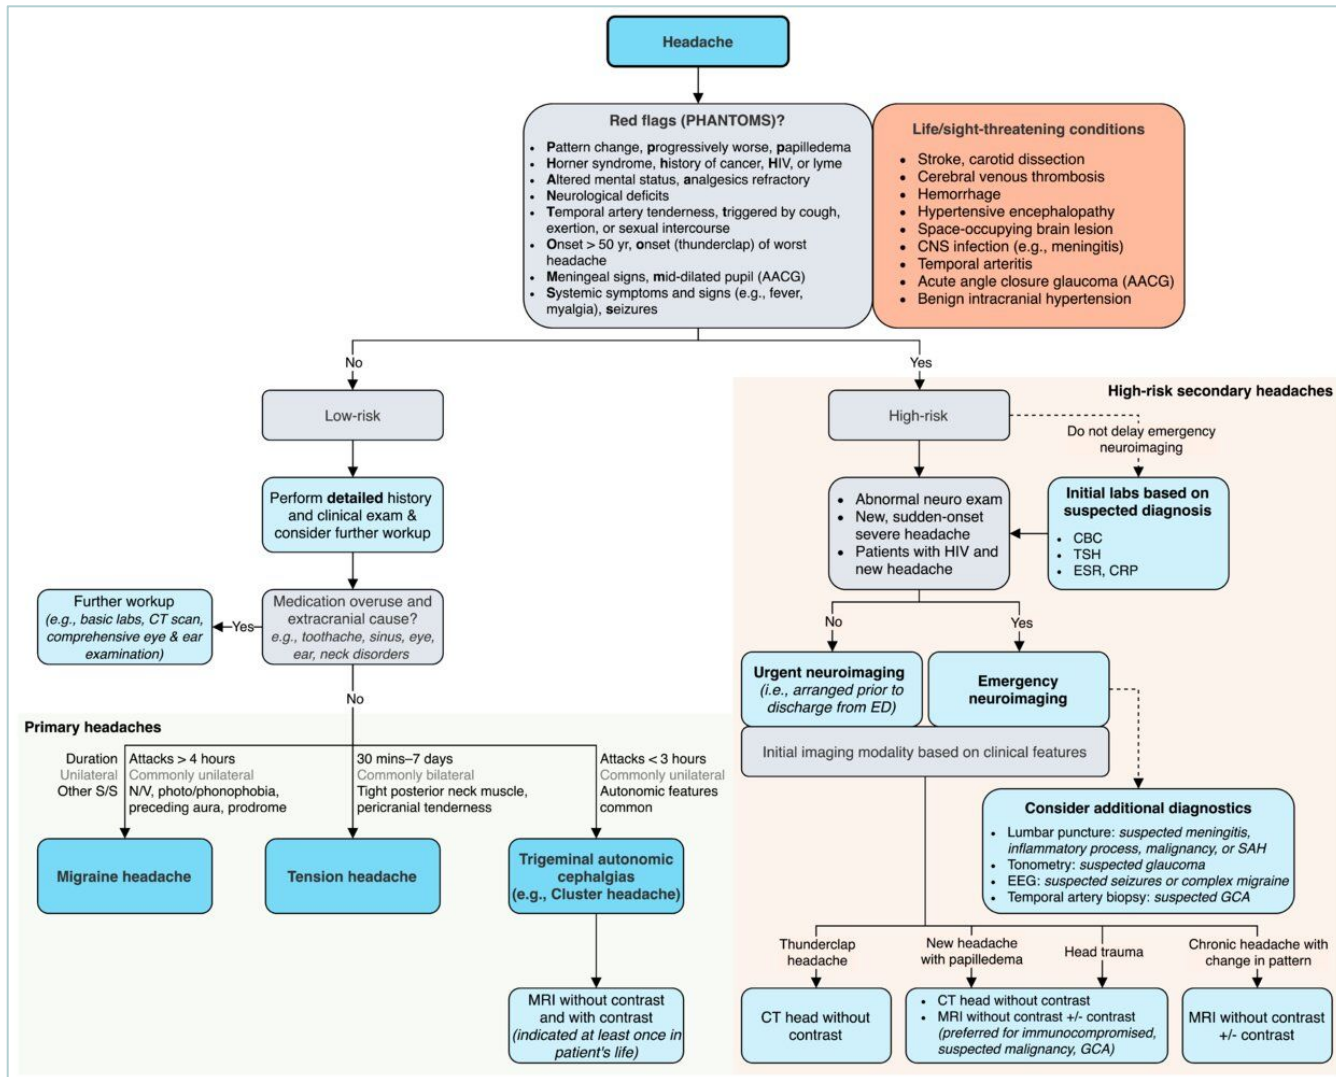 Headache
Red flags (PHANTOMS)?
• Pattern change, progressively worse, papilledema
• Horner syndrome, history of cancer, HIV, or lyme
• Altered mental status, analgesics refractory
• Neurological deficits
• Temporal artery tenderness, triggered by cough,
exertion, or sexual intercourse
• Onset > 50 yr, onset (thunderclap) of worst
headache
• Meningeal signs, mid-dilated pupil (AACG)
• Systemic symptoms and signs (e.g., fever,
myalgia), seizures
Life/sight-threatening conditions
• Stroke, carotid dissection
• Cerebral venous thrombosis
• Hemorrhage
• Hypertensive encephalopathy
• Space-occupying brain lesion
• CNS infection (e.g., meningitis)
• Temporal arteritis
• Acute angle closure glaucoma (AACG)
• Benign intracranial hypertension
No
Yes
Low-risk
Perform detailed history
and clinical exam &
consider further workup
Medication overuse and
extracranial cause?
e.g., toothache, sinus, eye,
ear, neck disorders
Yes
Further workup
(e.g., basic labs, CT scan,
comprehensive eye & ear
examination)
No
Primary headaches
Duration
Unilateral
Other S/S
Attacks > 4 hours
Commonly unilateral
N/V, photo/phonophobia,
preceding aura, prodrome
30 mins–7 days
Commonly bilateral
Tight posterior neck muscle,
pericranial tenderness
Attacks < 3 hours
Commonly unilateral
Autonomic features
common
Migraine headache
Tension headache
Trigeminal autonomic
cephalgias
(e.g., Cluster headache)
MRI without contrast
and with contrast
(indicated at least once in
patient's life)
High-risk secondary headaches
High-risk
Do not delay emergency
neuroimaging
• Abnormal neuro exam
• New, sudden-onset
severe headache
• Patients with HIV and
new headache
Initial labs based on
suspected diagnosis
• CBC
• TSH
• ESR, CRP
No
Yes
Urgent neuroimaging
(i.e., arranged prior to
discharge from ED)
Emergency
neuroimaging
Initial imaging modality based on clinical features
Consider additional diagnostics
• Lumbar puncture: suspected meningitis,
inflammatory process, malignancy, or SAH
• Tonometry: suspected glaucoma
• EEG: suspected seizures or complex migraine
• Temporal artery biopsy: suspected GCA
Thunderclap
headache
New headache
with papilledema
Head trauma
Chronic headache with
change in pattern
CT head without
contrast
• CT head without contrast
• MRI without contrast +/- contrast
(preferred for immunocompromised,
suspected malignancy, GCA)
MRI without contrast
+/- contrast